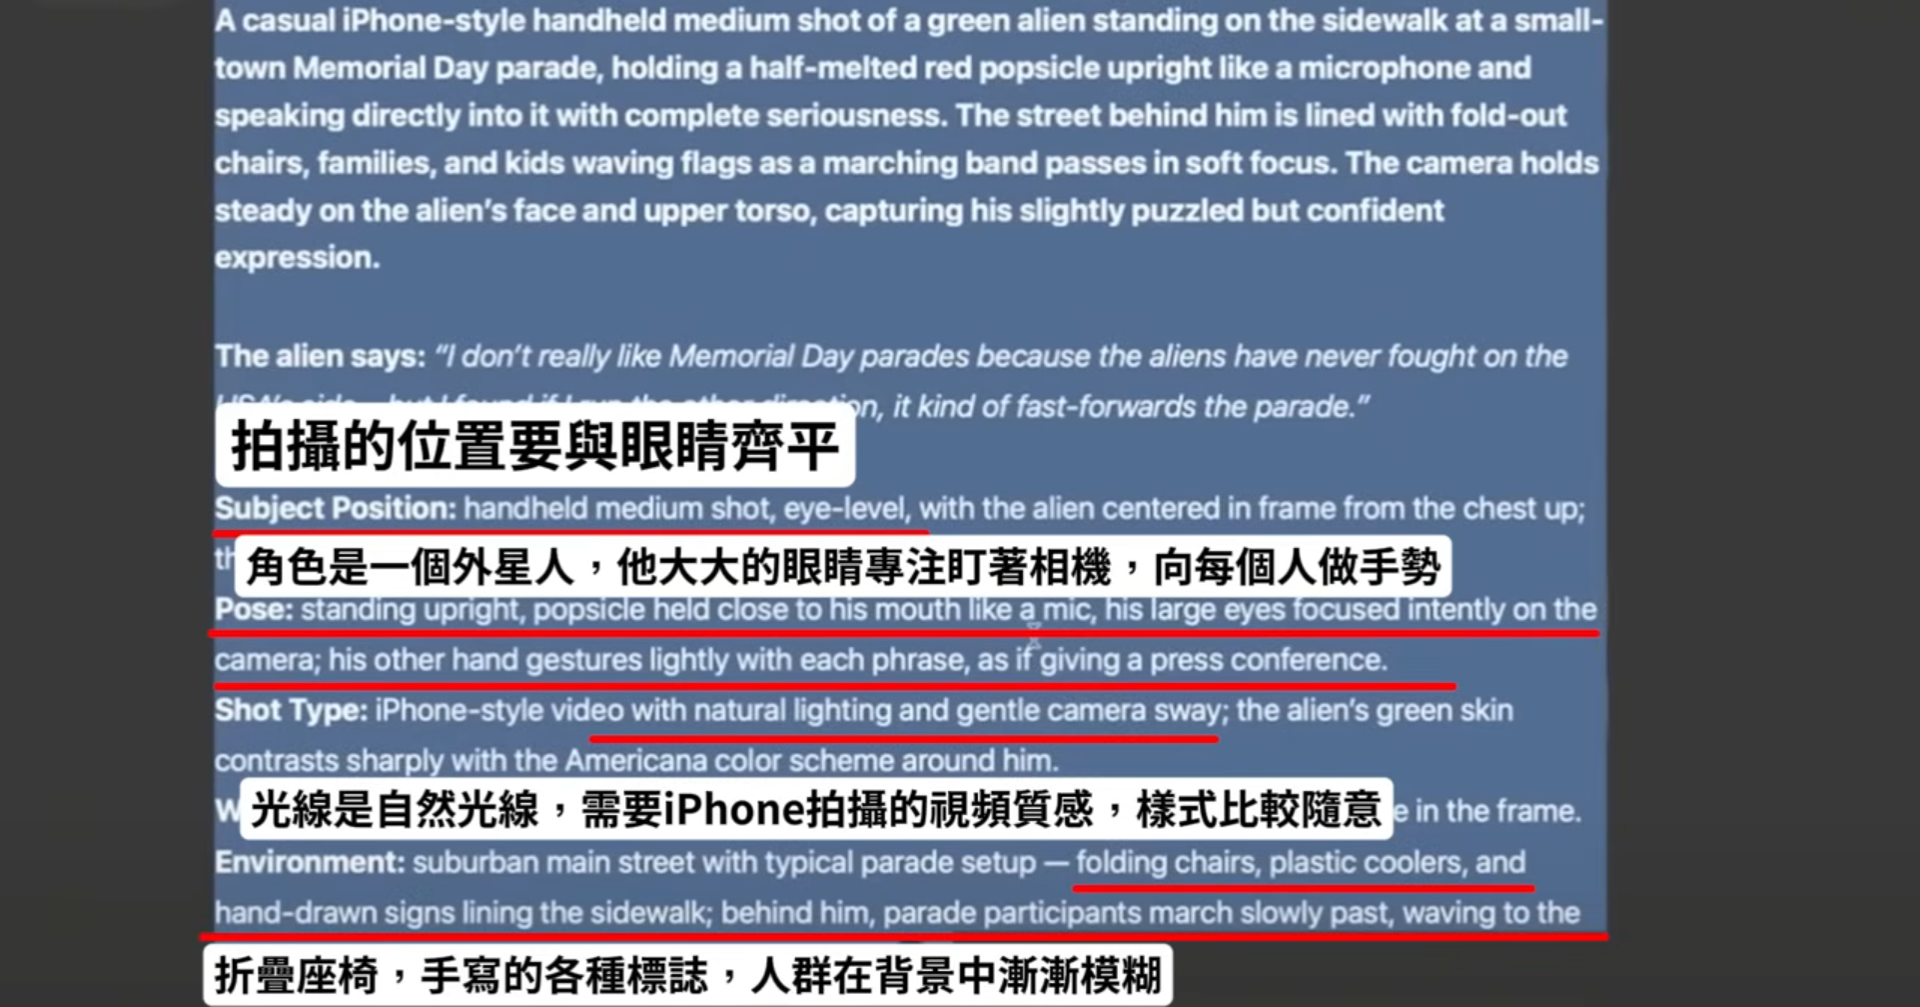 A casual iPhone-style handheld medium shot of a green alien standing on the sidewalk at a small-
town Memorial Day parade, holding a half-melted red popsicle upright like a microphone and
speaking directly into it with complete seriousness. The street behind him is lined with fold-out
chairs, families, and kids waving flags as a marching band passes in soft focus. The camera holds
steady on the alien's face and upper torso, capturing his slightly puzzled but confident
expression.
The alien says: “I don't really like Memorial Day parades because the aliens have never fought on the
it kind of fast-forwards the parade.”
拍攝的位置要與眼睛齊平
Subject Position: handheld medium shot, eye-level, with the alien centered in frame from the chest up;
角色是一個外星人，他大大的眼睛專注盯著相機，向每個人做手勢
Pose: standing upright, popsicle held close to his mouth like a mic, his large eyes focused intently on the
camera; his other hand gestures lightly with each phrase, as if giving a press conference.
Shot Type: iPhone-style video with natural lighting and gentle camera sway; the alien's green skin
contrasts sharply with the Americana color scheme around him.
光線是自然光線，需要iPhone拍攝的視頻質感，樣式比較隨意
in the frame.
Environment: suburban main street with typical parade setup — folding chairs, plastic coolers, and
hand-drawn signs lining the sidewalk; behind him, parade participants march slowly past, waving to the
折疊座椅，手寫的各種標誌，人群在背景中漸漸模糊